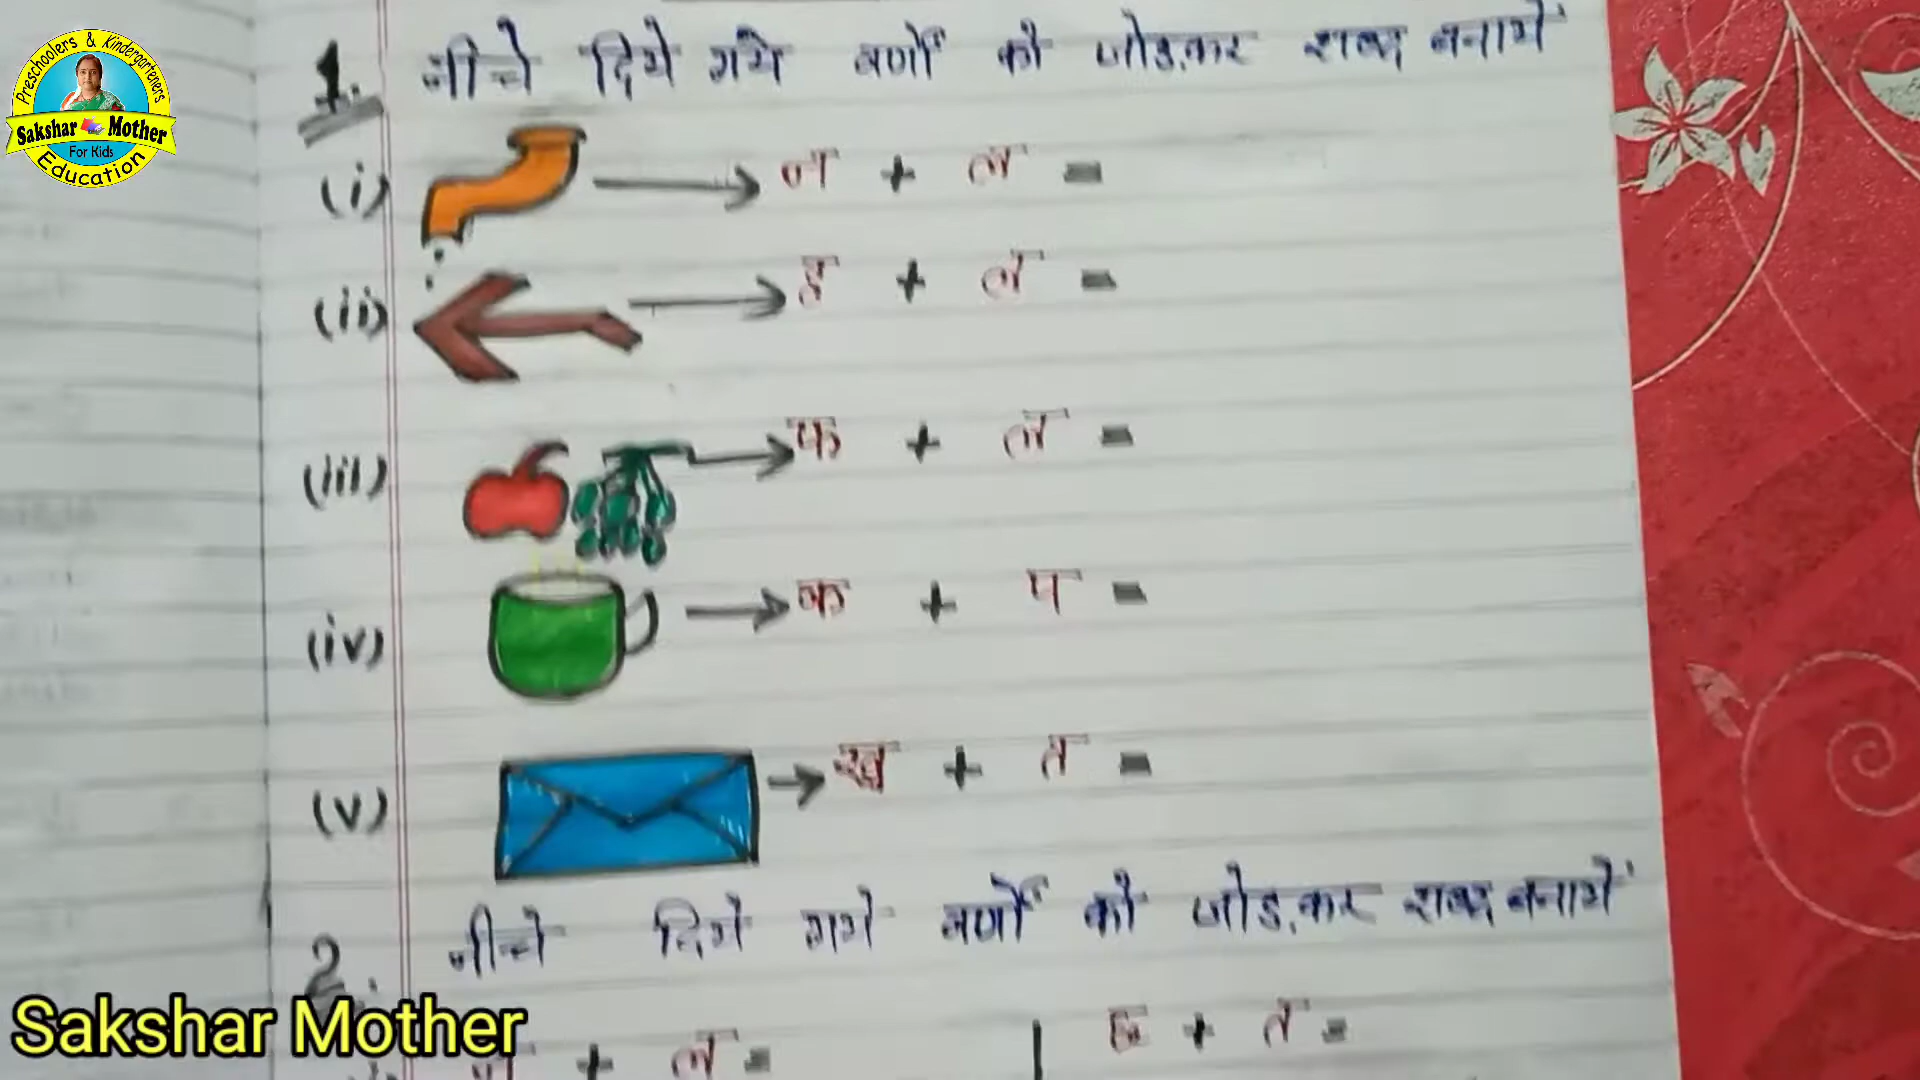 Preschoolers & Kindergarteners
Sakshar Mother
For Kids
Education
1. नीचे दिये गये वर्णों को जोड़कर शब्द बनायें
(i) → न + ल =
(ii) → ह + ल =
(iii) → फ + ल =
(iv) → क + प =
(v) → ख + त =
2. नीचे दिये गये वर्णों को जोड़कर शब्द बनायें
+ ल = | छ + त =
Sakshar Mother